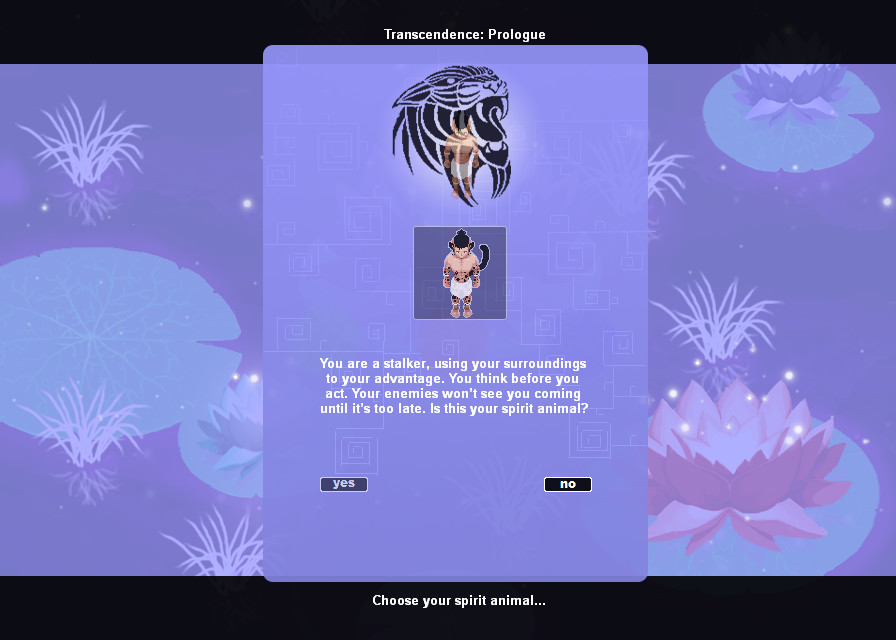 Transcendence: Prologue
You are a stalker, using your surroundings
to your advantage. You think before you
act. Your enemies won't see you coming
until it's too late. Is this your spirit animal?
yes
no
Choose your spirit animal...